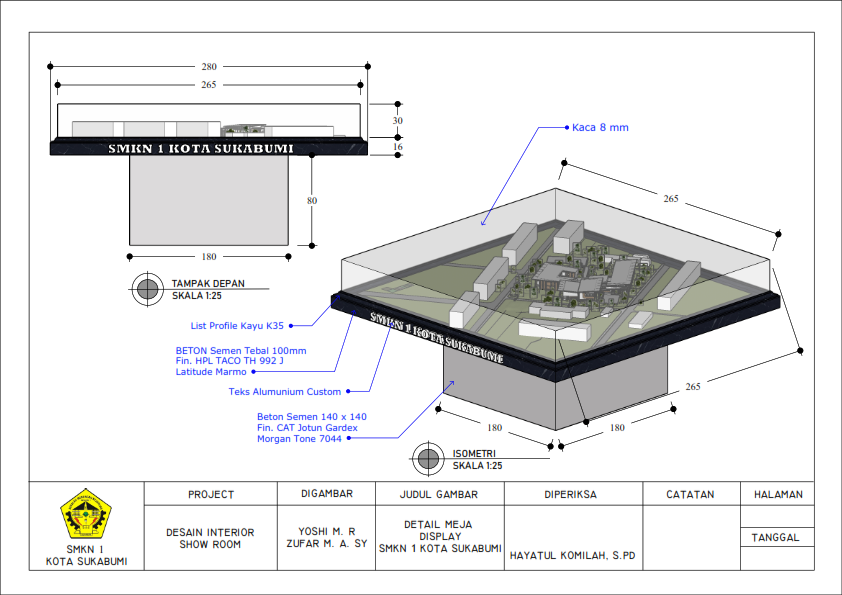 280
265
30
16
SMKN 1 KOTA SUKABUMI
80
180
TAMPAK DEPAN
SKALA 1:25
Kaca 8 mm
265
SMKN 1 KOTA SUKABUMI
List Profile Kayu K35
BETON Semen Tebal 100mm
Fin. HPL TACO TH 992 J
Latitude Marmo
Teks Alumunium Custom
Beton Semen 140 x 140
Fin. CAT Jotun Gardex
Morgan Tone 7044
265
180
180
ISOMETRI
SKALA 1:25
SMKN 1
KOTA SUKABUMI
PROJECT
DESAIN INTERIOR
SHOW ROOM
DIGAMBAR
YOSHI M. R
ZUFAR M. A. SY
JUDUL GAMBAR
DETAIL MEJA
DISPLAY
SMKN 1 KOTA SUKABUMI
DIPERIKSA
HAYATUL KOMILAH, S.PD
CATATAN
HALAMAN
TANGGAL